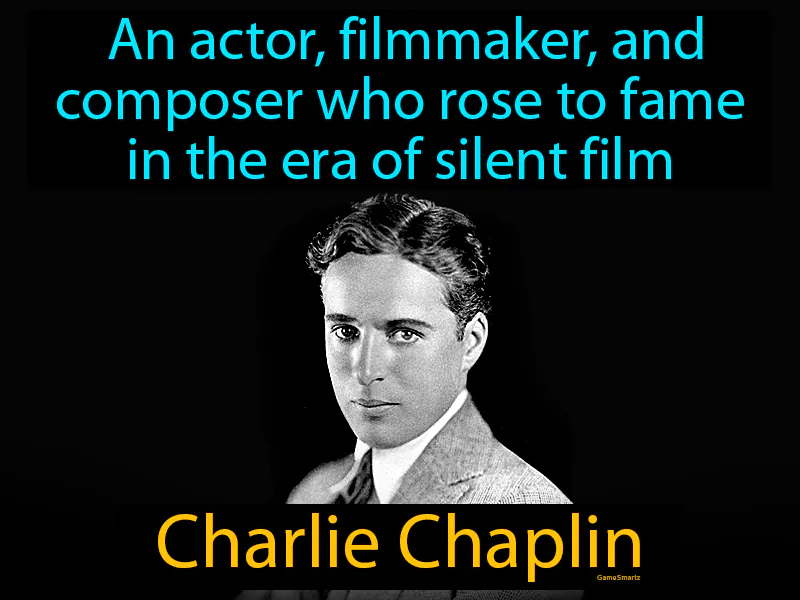 An actor, filmmaker, and
composer who rose to fame
in the era of silent film
Charlie Chaplin
GameSmartz